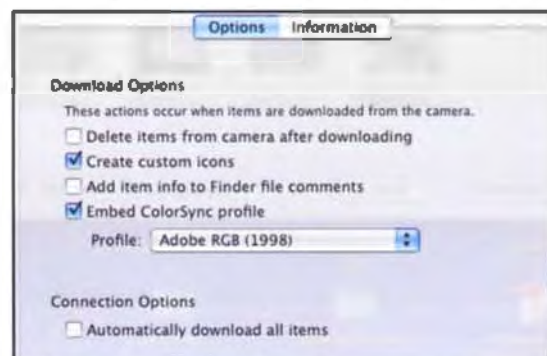 Options Information
Download Options
These actions occur when items are downloaded from the camera.
Delete items from camera after downloading
Create custom icons
Add item info to Finder file comments
Embed ColorSync profile
Profile: Adobe RGB (1998)
Connection Options
Automatically download all items